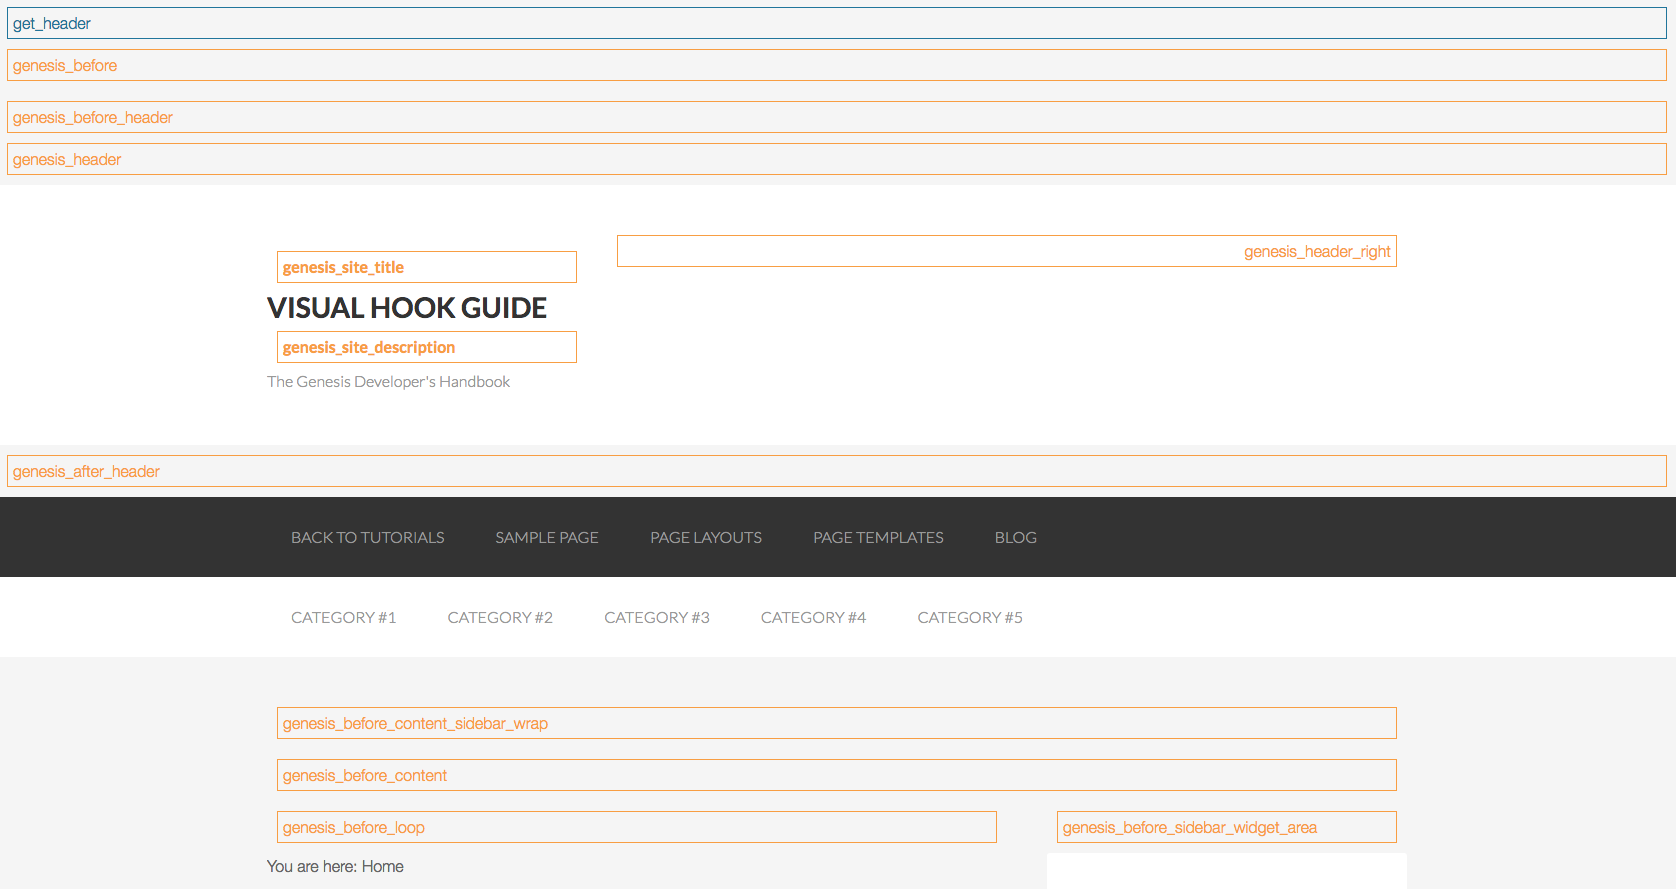 get_header
genesis_before
genesis_before_header
genesis_header
genesis_site_title
genesis_header_right
VISUAL HOOK GUIDE
genesis_site_description
The Genesis Developer's Handbook
genesis_after_header
BACK TO TUTORIALS SAMPLE PAGE PAGE LAYOUTS PAGE TEMPLATES BLOG
CATEGORY #1 CATEGORY #2 CATEGORY #3 CATEGORY #4 CATEGORY #5
genesis_before_content_sidebar_wrap
genesis_before_content
genesis_before_loop
genesis_before_sidebar_widget_area
You are here: Home